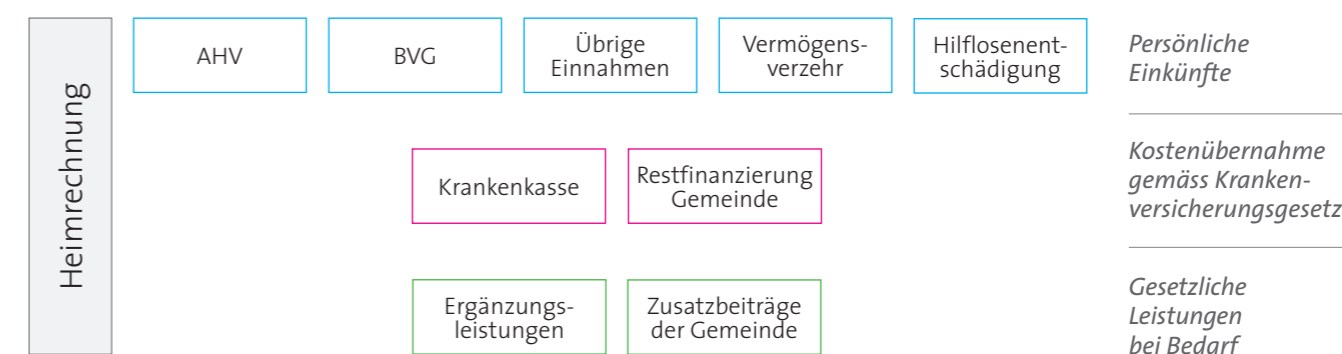 Heimrechnung
AHV
BVG
Übrige
Einnahmen
Vermögens-
verzehr
Hilflosenent-
schädigung
Persönliche
Einkünfte
Krankenkasse
Restfinanzierung
Gemeinde
Kostenübernahme
gemäss Kranken-
versicherungsgesetz
Ergänzungs-
leistungen
Zusatzbeiträge
der Gemeinde
Gesetzliche
Leistungen
bei Bedarf